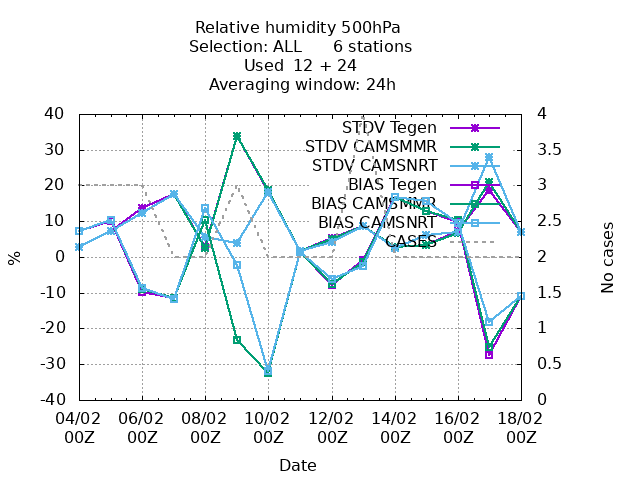 Relative humidity 500hPa
Selection: ALL 6 stations
Used 12 + 24
Averaging window: 24h
40 4
30 3.5
20 3
10 2.5
0 2
-10 1.5
-20 1
-30 0.5
-40 0
%
No cases
STDV Tegen
STDV CAMSMMR
STDV CAMSNRT
BIAS Tegen
BIAS CAMSMMR
BIAS CAMSNRT
CASES
04/02 06/02 08/02 10/02 12/02 14/02 16/02 18/02
00Z 00Z 00Z 00Z 00Z 00Z 00Z 00Z
Date